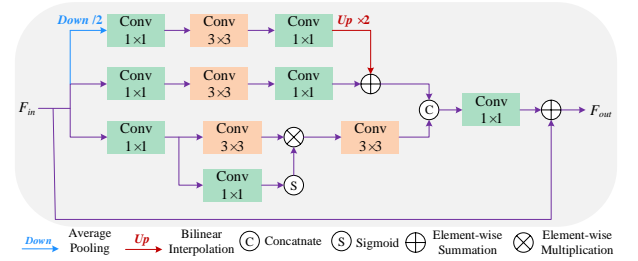 Down /2
Conv
1×1
Conv
3×3
Conv
1×1
Up ×2
Conv
1×1
Conv
3×3
Conv
1×1
F_in
C
Conv
1×1
F_out
Conv
1×1
Conv
3×3
Conv
3×3
Conv
1×1
S
Down
Average
Pooling
Up
Bilinear
Interpolation
C
Concatnate
S
Sigmoid
Element-wise
Summation
Element-wise
Multiplication